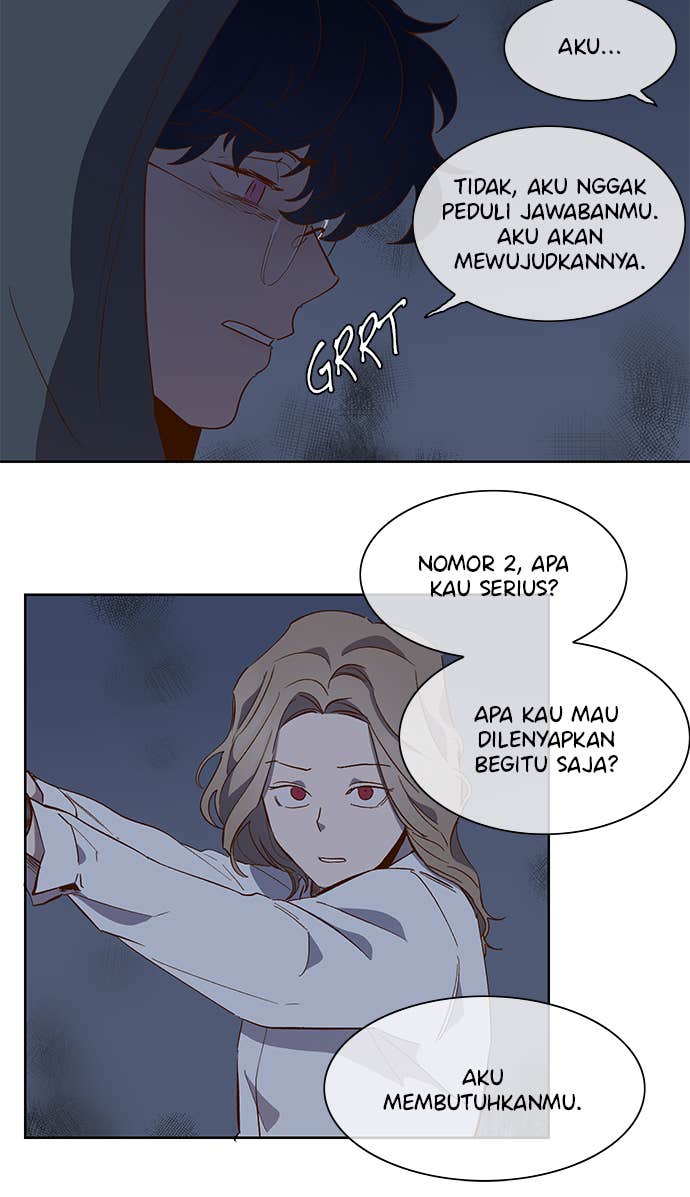 AKU...
TIDAK, AKU NGGAK
PEDULI JAWABANMU.
AKU AKAN
MEWUJUDKANNYA.
GRRT
NOMOR 2, APA
KAU SERIUS?
APA KAU MAU
DILENYAPKAN
BEGITU SAJA?
AKU
MEMBUTUHKANMU.